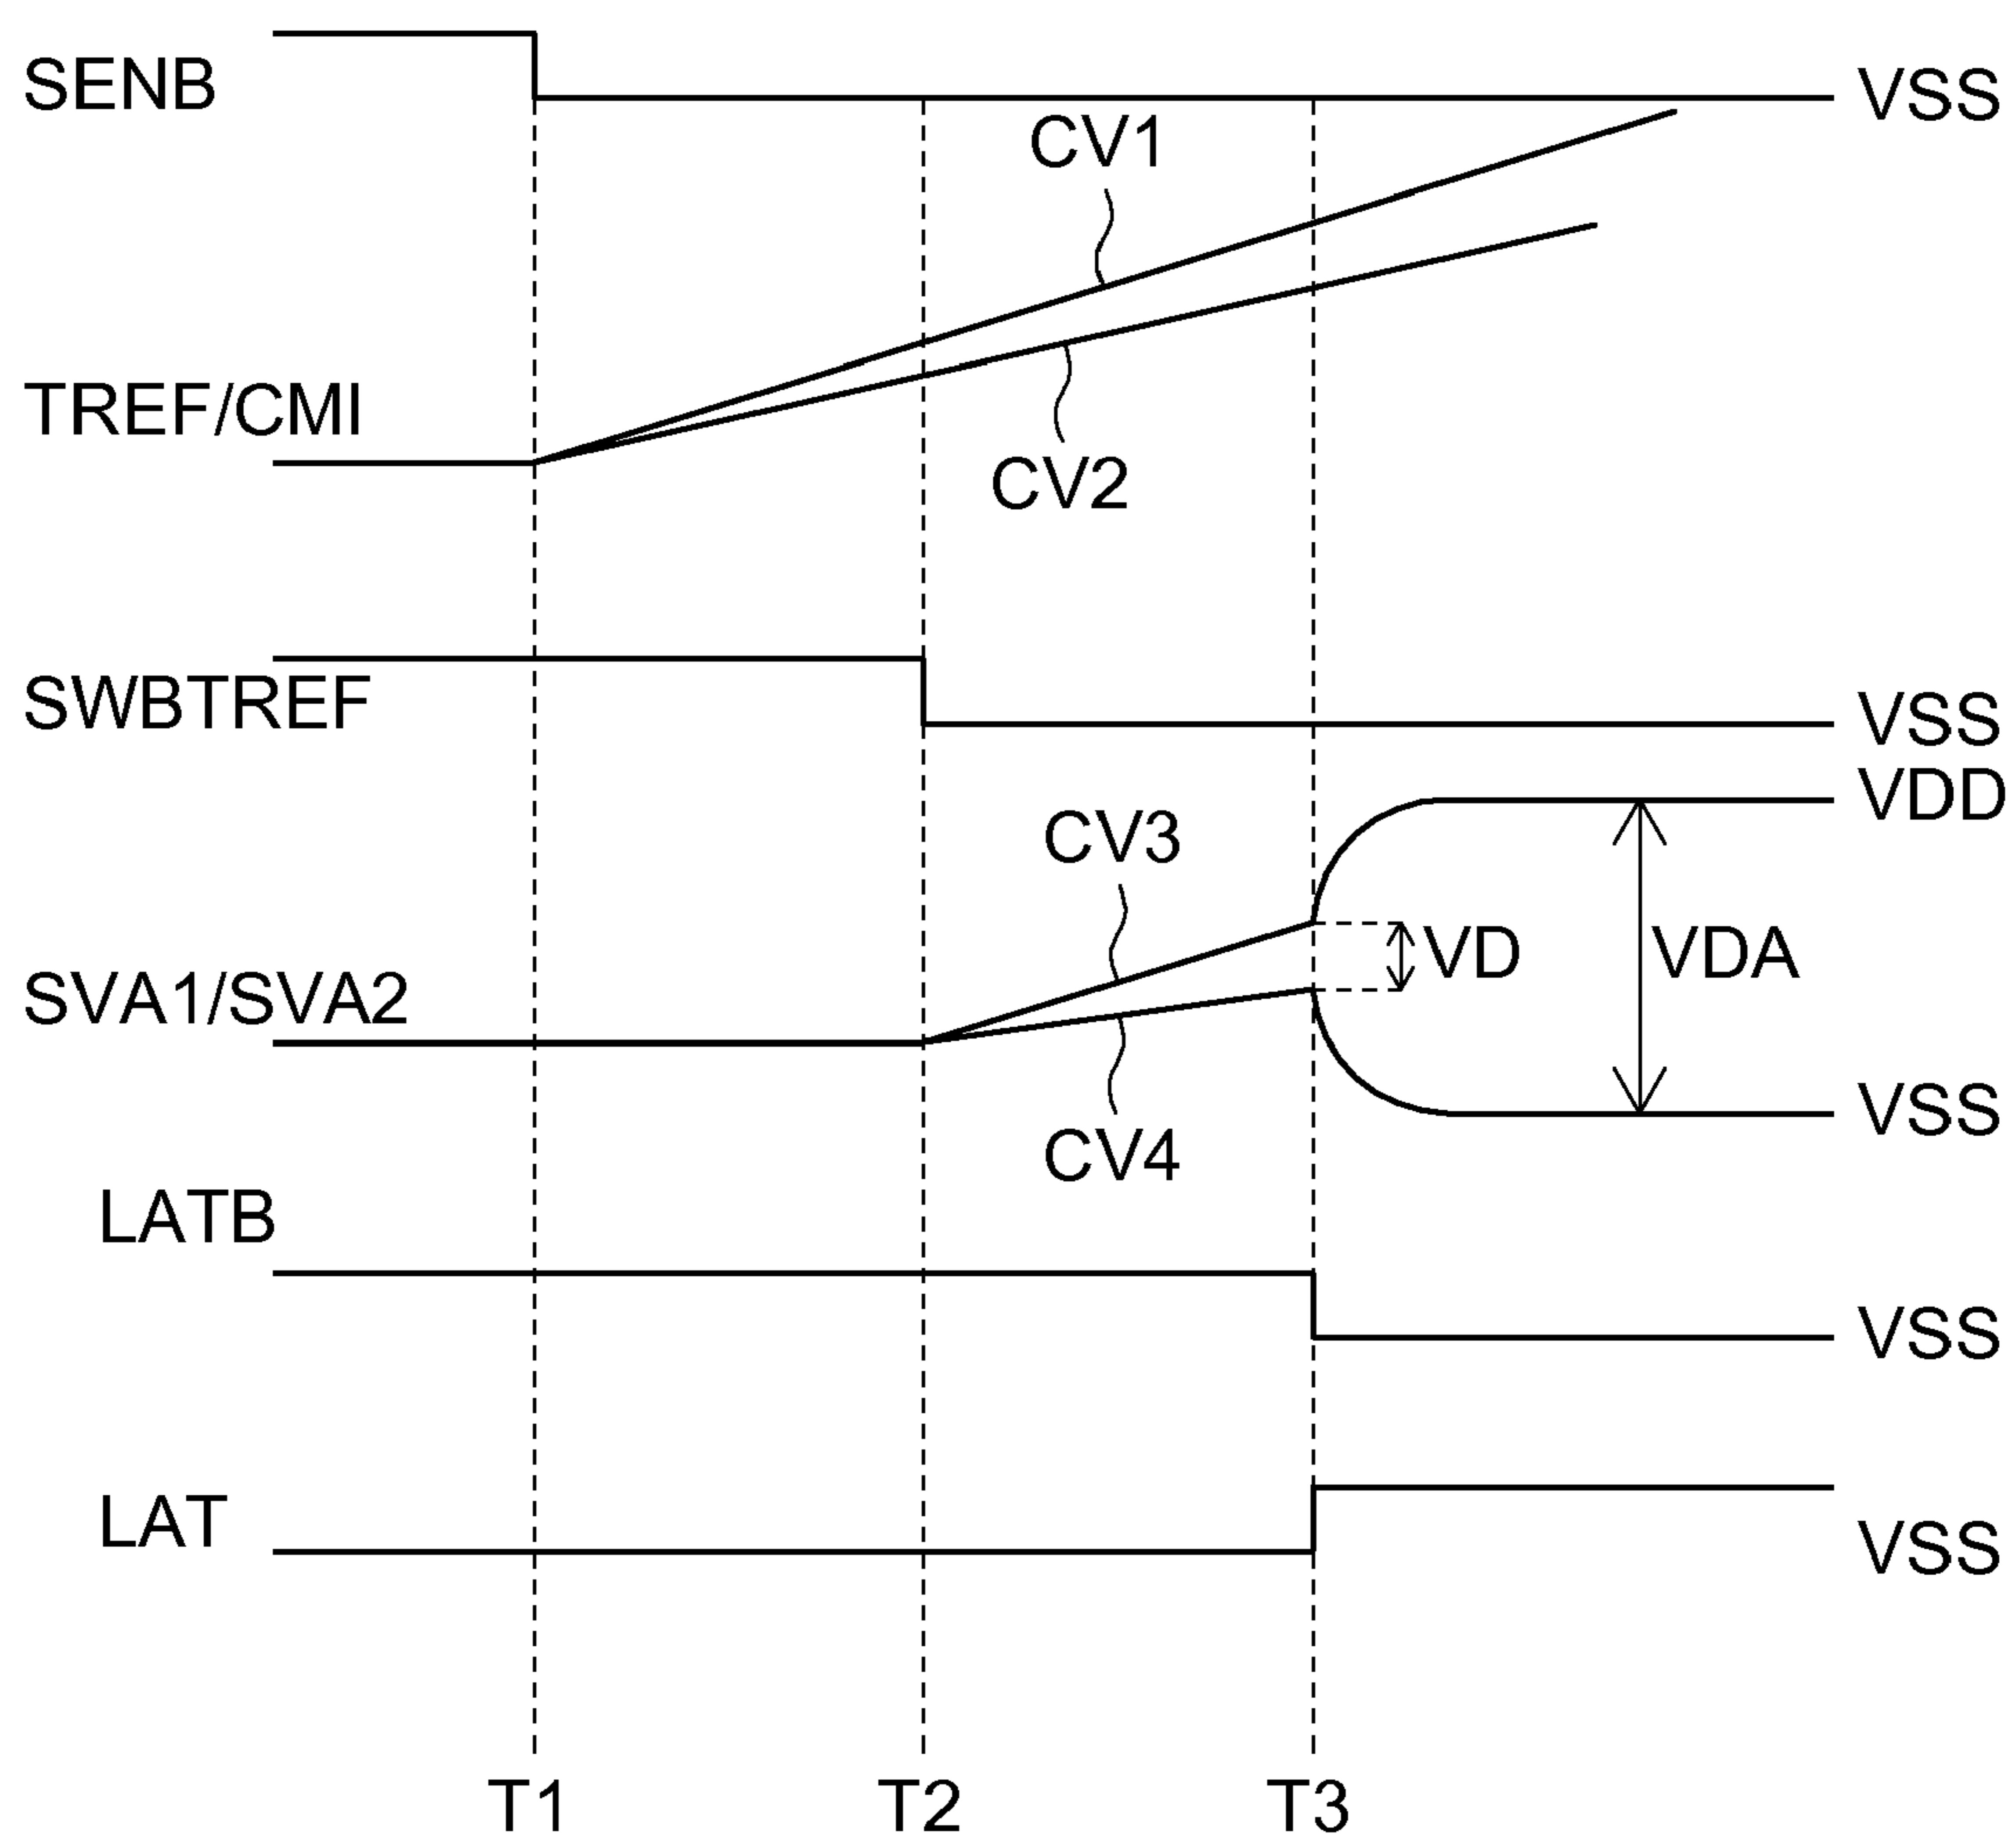 SENB
VSS
CV1
TREF/CMI
CV2
SWBTREF
VSS
VDD
CV3
VD
VDA
SVA1/SVA2
VSS
CV4
LATB
VSS
LAT
VSS
T1
T2
T3